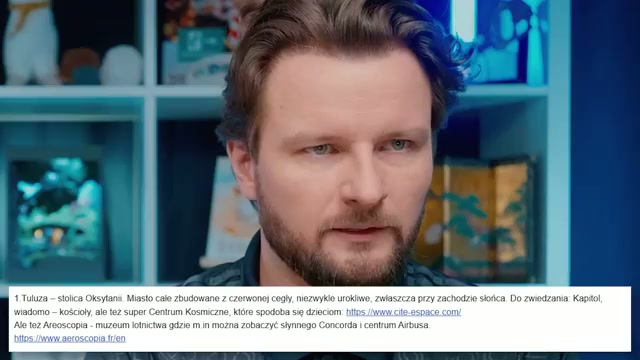 1.Tuluza – stolica Oksytanii. Miasto całe zbudowane z czerwonej cegły, niezwykle urokliwe, zwłaszcza przy zachodzie słońca. Do zwiedzania: Kapitol,
wiadomo – kościoły, ale też super Centrum Kosmiczne, które spodoba się dzieciom: https://www.cite-espace.com/
Ale też Areoscopia - muzeum lotnictwa gdzie m.in można zobaczyć słynnego Concorda i centrum Airbusa.
https://www.aeroscopia.fr/en